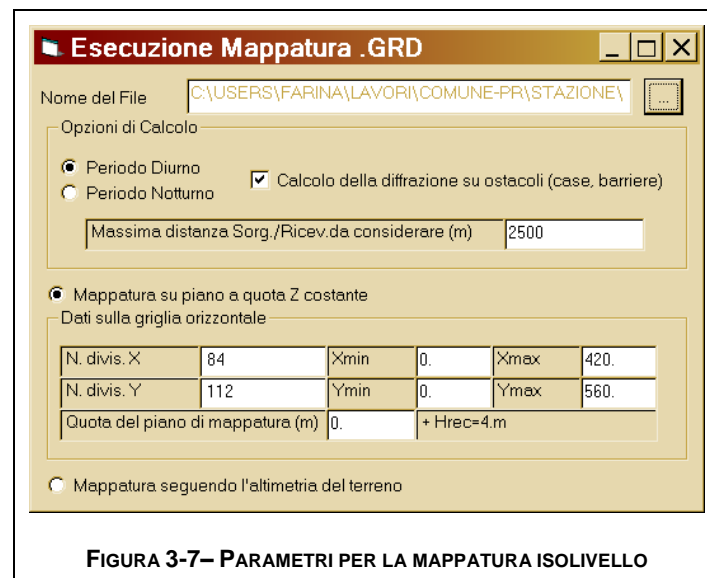 Esecuzione Mappatura .GRD
Nome del File C:\USERS\FARINA\LAVORI\COMUNE-PR\STAZIONE\ ...
Opzioni di Calcolo
Periodo Diurno
Periodo Notturno
Calcolo della diffrazione su ostacoli (case, barriere)
Massima distanza Sorg./Ricev.da considerare (m) 2500
Mappatura su piano a quota Z costante
Dati sulla griglia orizzontale
N. divis. X 84 Xmin 0. Xmax 420.
N. divis. Y 112 Ymin 0. Ymax 560.
Quota del piano di mappatura (m) 0. + Hrec=4.m
Mappatura seguendo l'altimetria del terreno
FIGURA 3-7– PARAMETRI PER LA MAPPATURA ISOLIVELLO